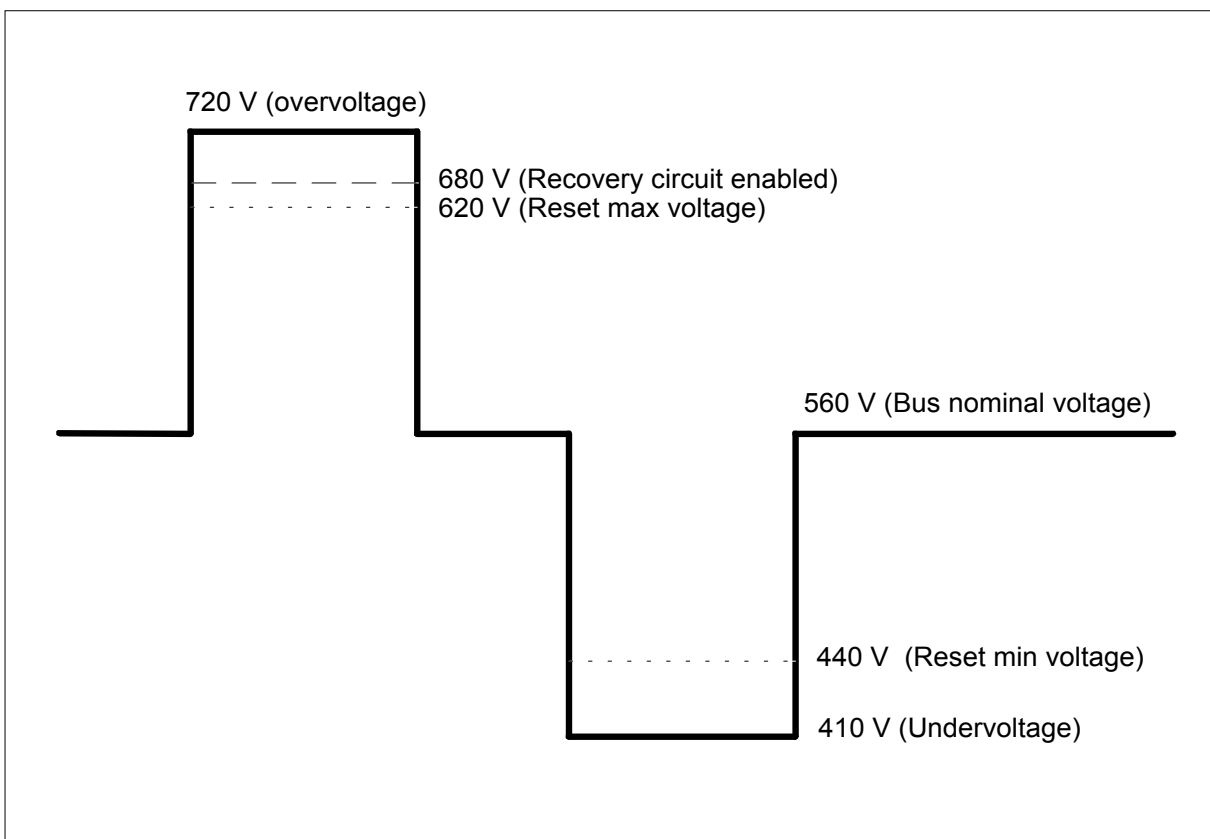 720 V (overvoltage)
680 V (Recovery circuit enabled)
620 V (Reset max voltage)
560 V (Bus nominal voltage)
440 V  (Reset min voltage)
410 V (Undervoltage)